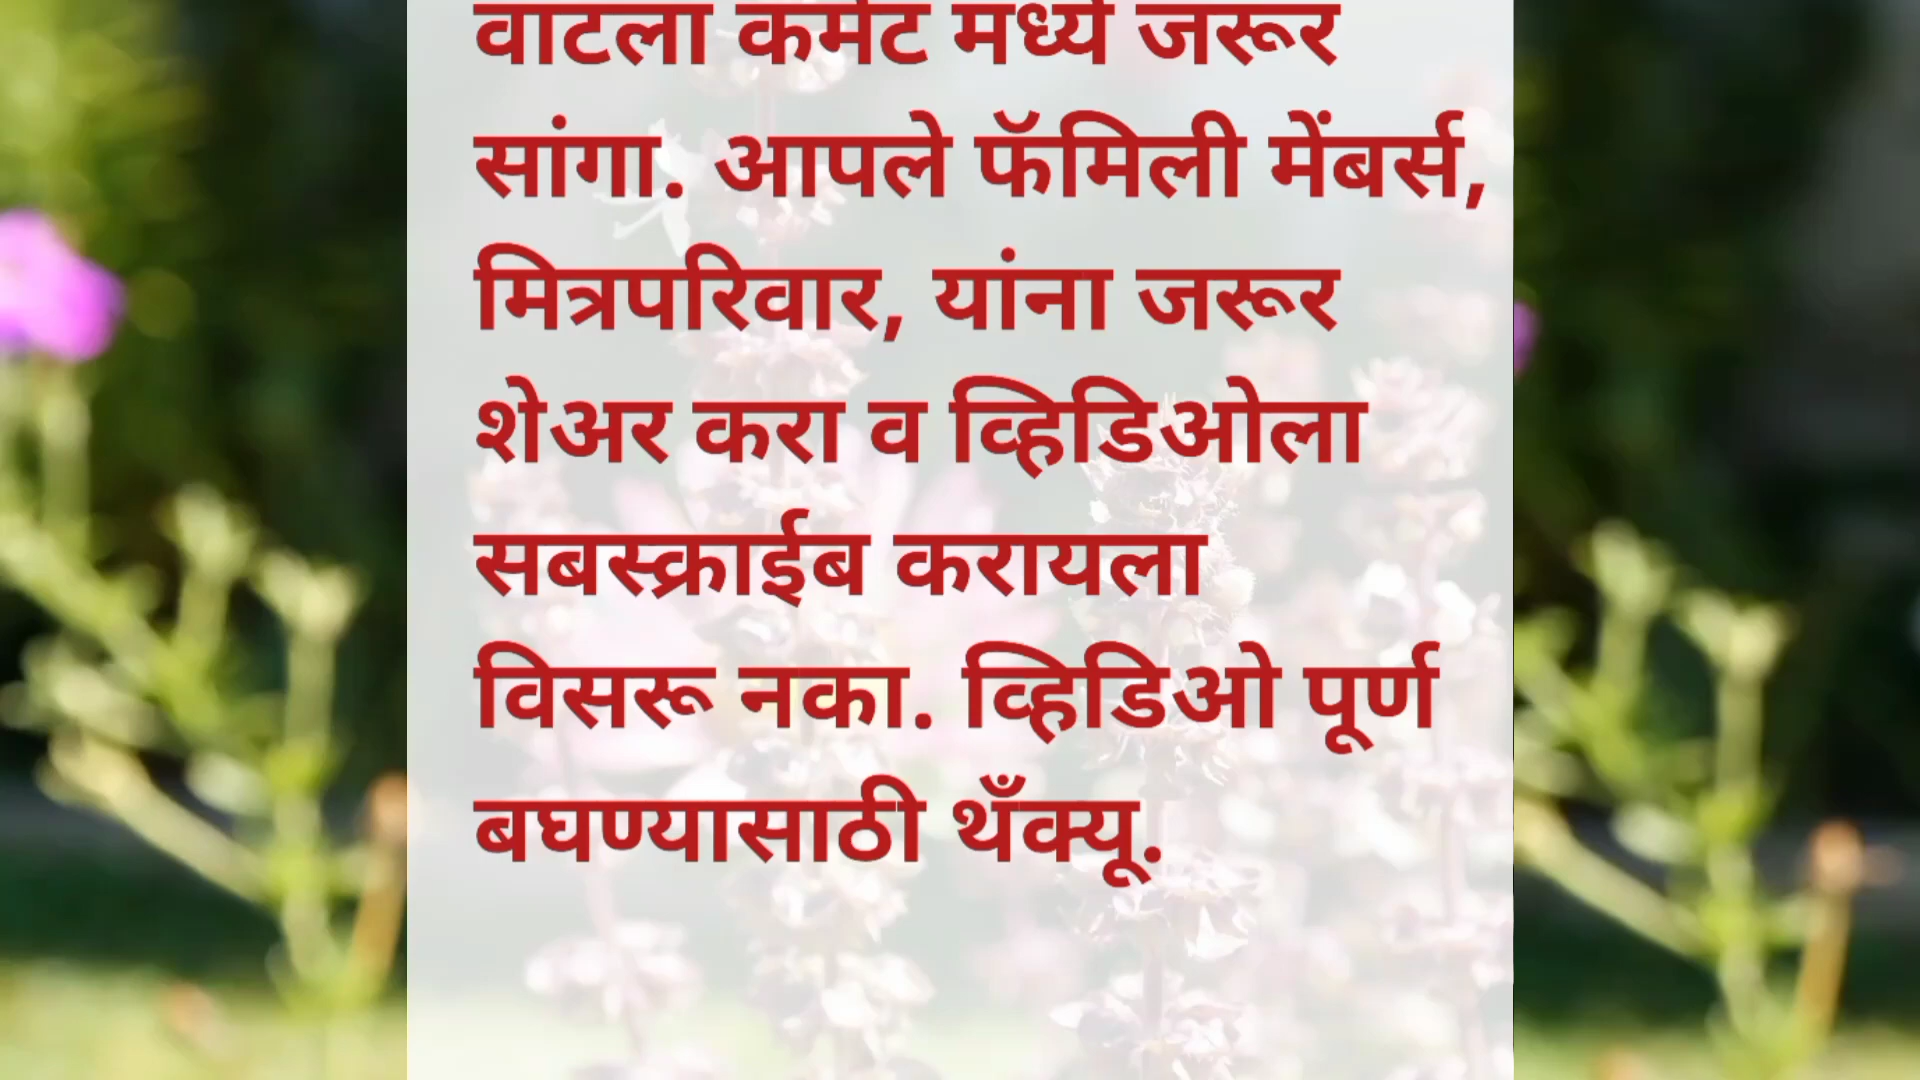 वाटला कमेंट मध्ये जरूर
सांगा. आपले फॅमिली मेंबर्स,
मित्रपरिवार, यांना जरूर
शेअर करा व व्हिडिओला
सबस्क्राईब करायला
विसरू नका. व्हिडिओ पूर्ण
बघण्यासाठी थँक्यू.